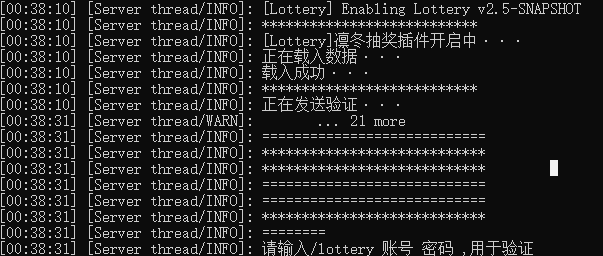 [00:38:10] [Server thread/INFO]: [Lottery] Enabling Lottery v2.5-SNAPSHOT
[00:38:10] [Server thread/INFO]: ***************************
[00:38:10] [Server thread/INFO]: [Lottery]凛冬抽奖插件开启中···
[00:38:10] [Server thread/INFO]: 正在载入数据···
[00:38:10] [Server thread/INFO]: 载入成功···
[00:38:10] [Server thread/INFO]: ***************************
[00:38:10] [Server thread/INFO]: 正在发送验证···
[00:38:31] [Server thread/WARN]:        ... 21 more
[00:38:31] [Server thread/INFO]: ============================
[00:38:31] [Server thread/INFO]: ****************************
[00:38:31] [Server thread/INFO]: ****************************
[00:38:31] [Server thread/INFO]: ============================
[00:38:31] [Server thread/INFO]: ============================
[00:38:31] [Server thread/INFO]: ****************************
[00:38:31] [Server thread/INFO]: ========
[00:38:31] [Server thread/INFO]: 请输入/lottery 账号 密码 ,用于验证